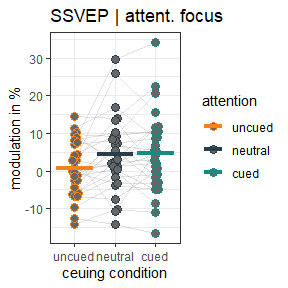 SSVEP | attent. focus
modulation in %
30
20
10
0
-10
uncued neutral cued
ceuing condition
attention
uncued
neutral
cued